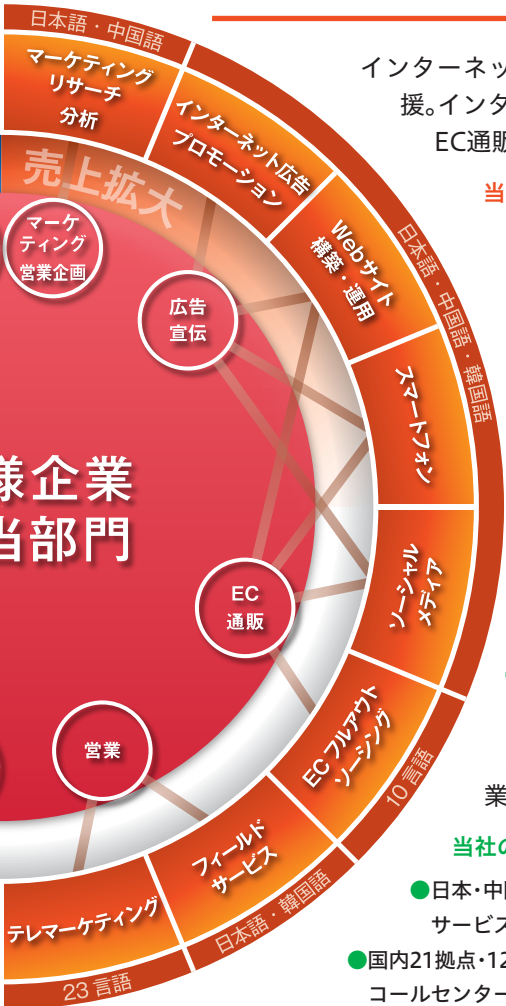 日本語・中国語
マーケティング
リサーチ
分析
インターネット広告
プロモーション
Webサイト
構築・運用
日本語・中国語・韓国語
スマートフォン
ソーシャル
メディア
EC フルアウト
ソーシング
10 言語
フィールド
サービス
日本語・韓国語
テレマーケティング
23 言語
売上拡大
マーケ
ティング
営業企画
広告
宣伝
EC
通販
営業
様企業
当部門
インターネッ
援。インタ
EC通販
当
業
当社の
●日本・中
サービス
●国内21拠点・12
コールセンター